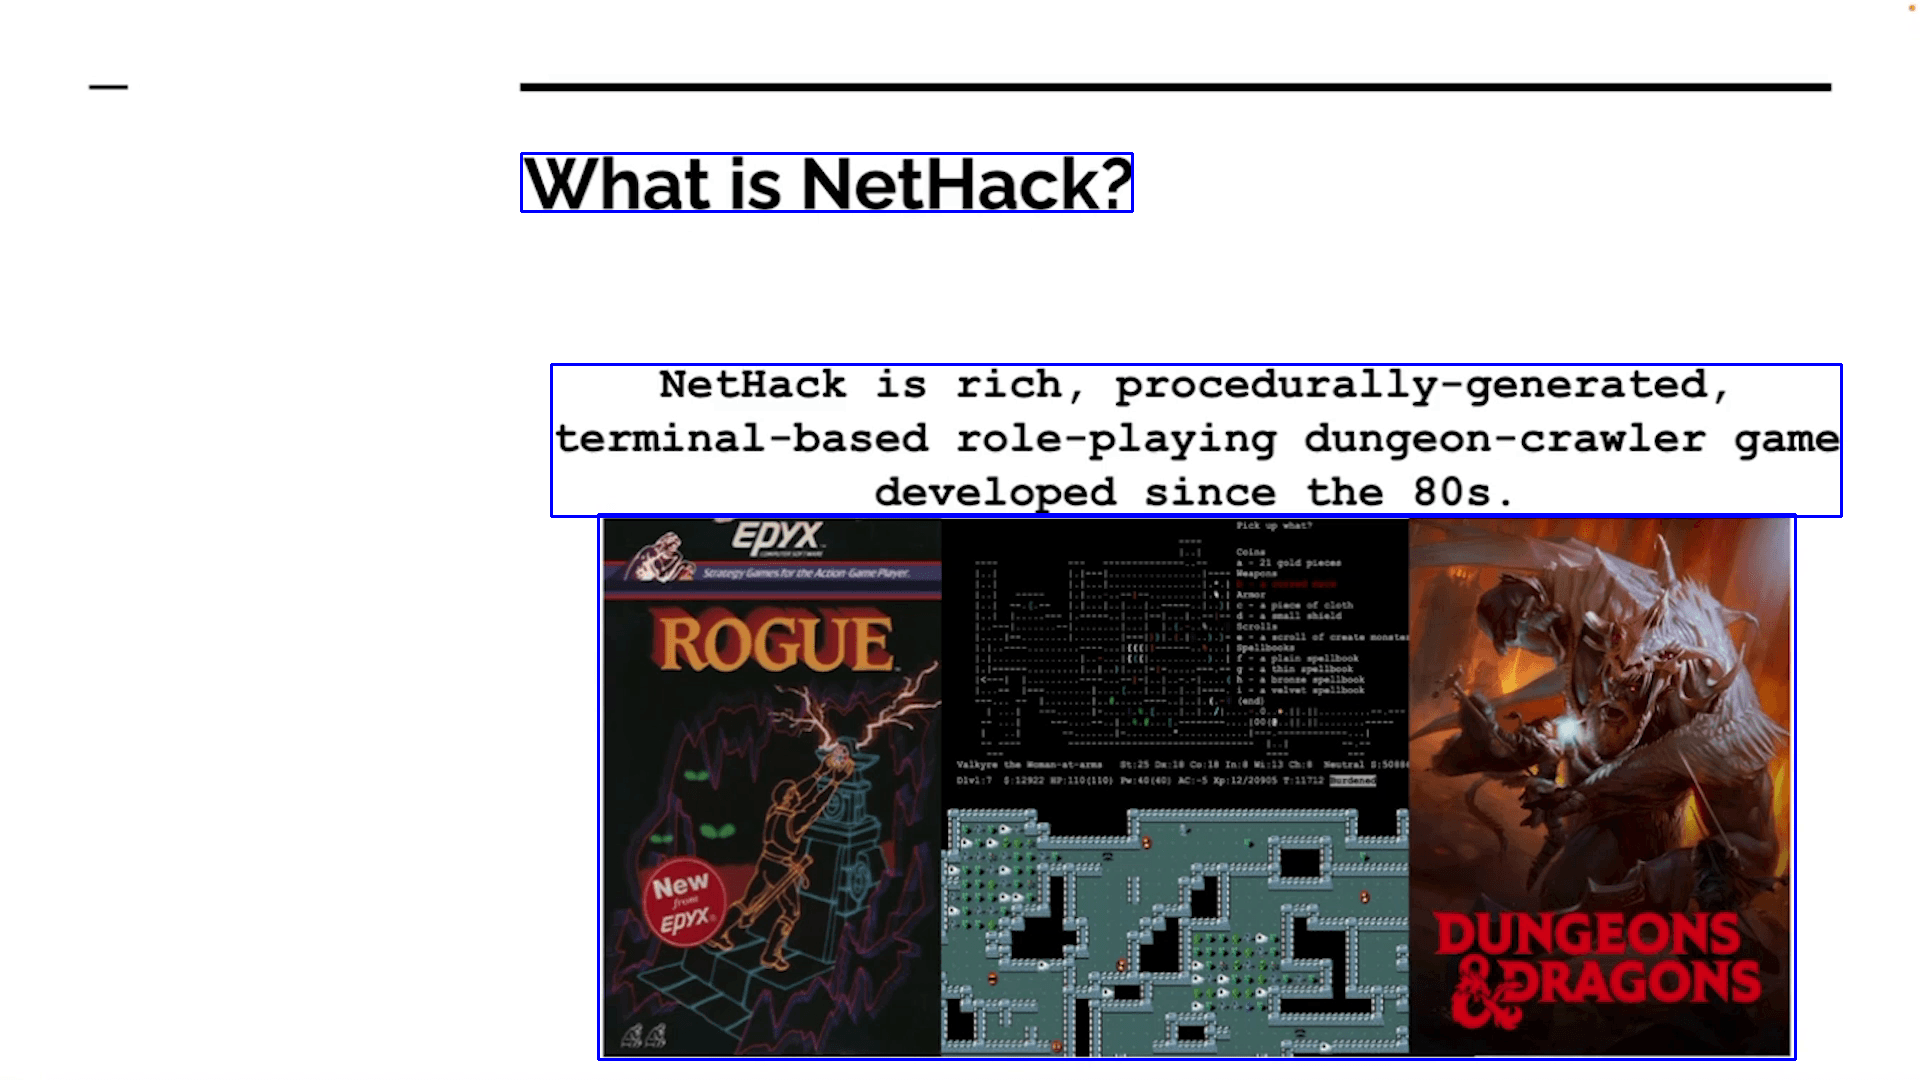 What is NetHack?
NetHack is rich, procedurally-generated,
terminal-based role-playing dungeon-crawler game
developed since the 80s.
EPYX
COMPUTER SOFTWARE
Strategy Games for the Action-Game Player.
ROGUE
New
from
EPYX
Pick up what?
Coins
a - 21 gold pieces
Weapons
Armor
c - a piece of cloth
d - a small shield
Scrolls
e - a scroll of create monster
Spellbooks
f - a plain spellbook
g - a thin spellbook
h - a bronze spellbook
i - a velvet spellbook
(end)
Valkyre the Woman-at-arms St:25 Dx:18 Co:18 In:8 Wi:13 Ch:8 Neutral
Dlvl:7 $:12922 HP:110(110) Pw:40(40) AC:-5 Xp:12/20905 T:11712 Burdened
DUNGEONS
& DRAGONS